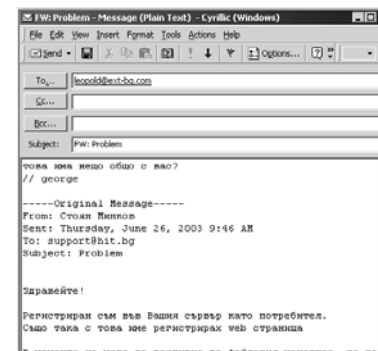 FW: Problem - Message (Plain Text) - Cyrillic (Windows)
File Edit View Insert Format Tools Actions Help
Send Options...
To... leopold@ext-bg.com
Cc...
Bcc...
Subject: FW: Problem
това има нещо общо с вас?
// george
-----Original Message-----
From: Стоян Минков
Sent: Thursday, June 26, 2003 9:46 AM
To: support@hit.bg
Subject: Problem
Здравейте!
Регистриран съм във Вашия сървър като потребител.
Също така с това име регистрирах web страница